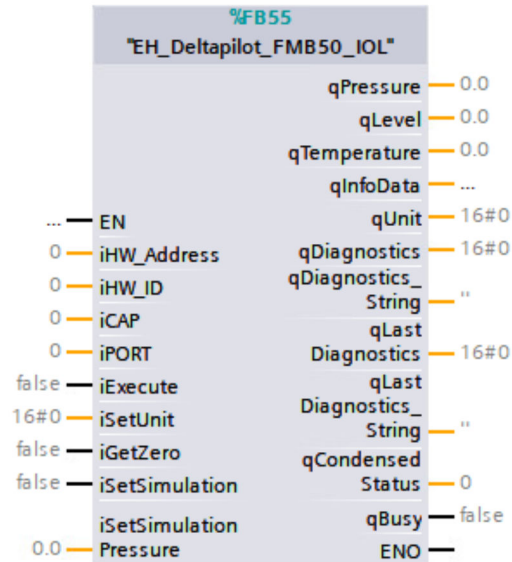 %FB55
"EH_Deltapilot_FMB50_IOL"
qPressure 0.0
qLevel 0.0
qTemperature 0.0
qInfoData ...
... EN qUnit 16#0
0 iHW_Address qDiagnostics 16#0
0 iHW_ID qDiagnostics_
String ''
0 iCAP qLast
0 iPORT Diagnostics 16#0
false iExecute qLast
16#0 iSetUnit Diagnostics_
String ''
false iGetZero qCondensed
false iSetSimulation Status 0
iSetSimulation qBusy false
0.0 Pressure ENO